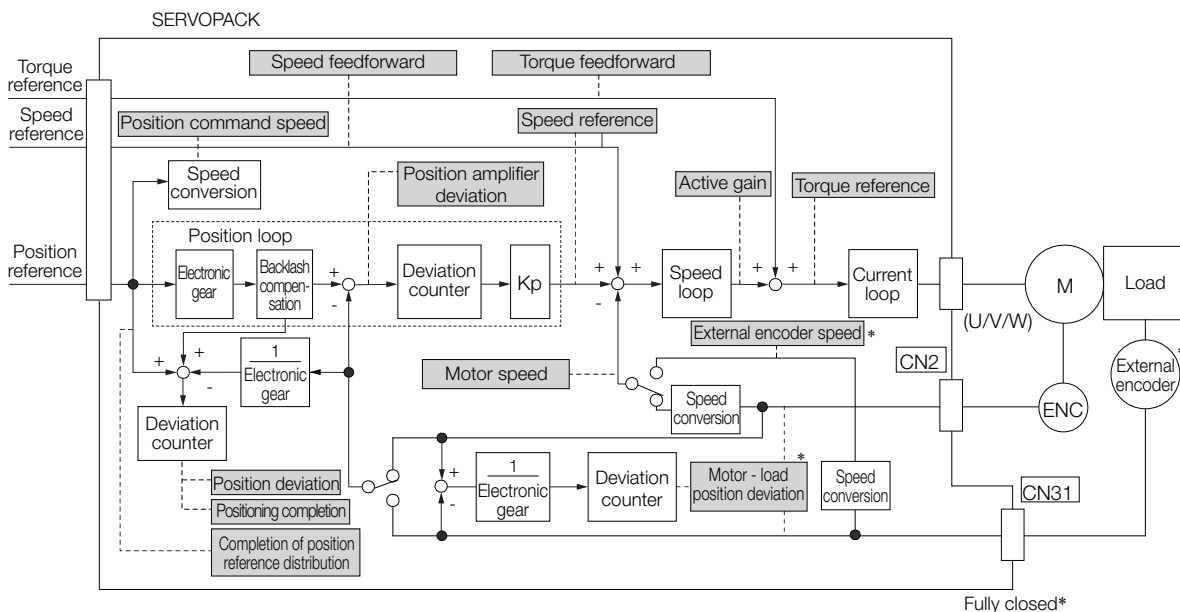 SERVOPACK
Torque
reference
Speed
reference
Position
reference
Speed feedforward
Torque feedforward
Position command speed
Speed reference
Speed
conversion
Position amplifier
deviation
Active gain
Torque reference
Position loop
Electronic
gear
Backlash
compen-
sation
+
-
Deviation
counter
Kp
+
+
-
+
Speed
loop
+
+
Current
loop
M
Load
(U/V/W)
External encoder speed *
CN2
External
encoder
*
+
+
-
1
Electronic
gear
Motor speed
Speed
conversion
ENC
Deviation
counter
+
-
1
Electronic
gear
Deviation
counter
*
Motor - load
position deviation
Speed
conversion
CN31
Position deviation
Positioning completion
Completion of position
reference distribution
Fully closed*